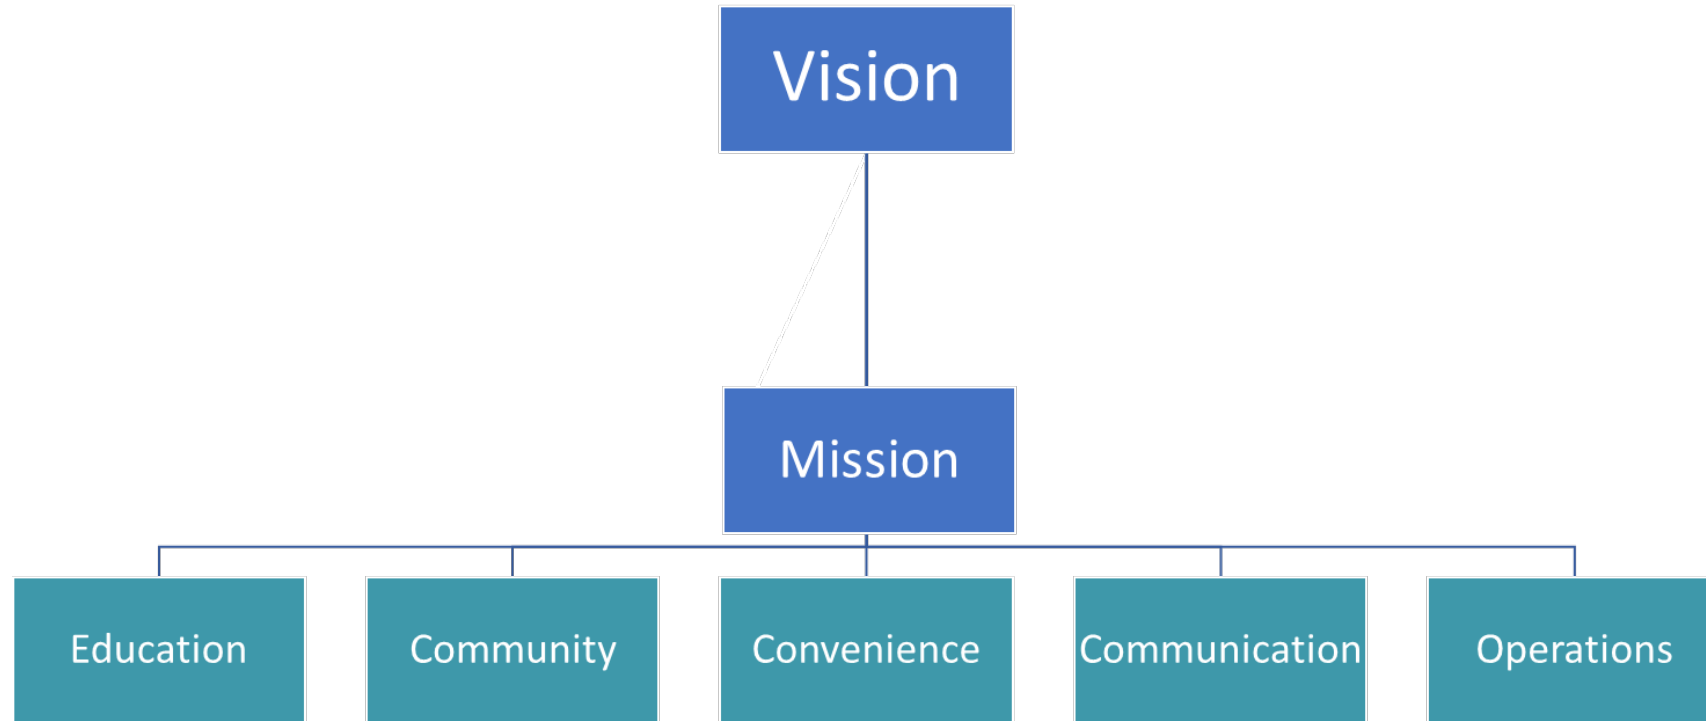 Vision
Mission
Education
Community
Convenience
Communication
Operations